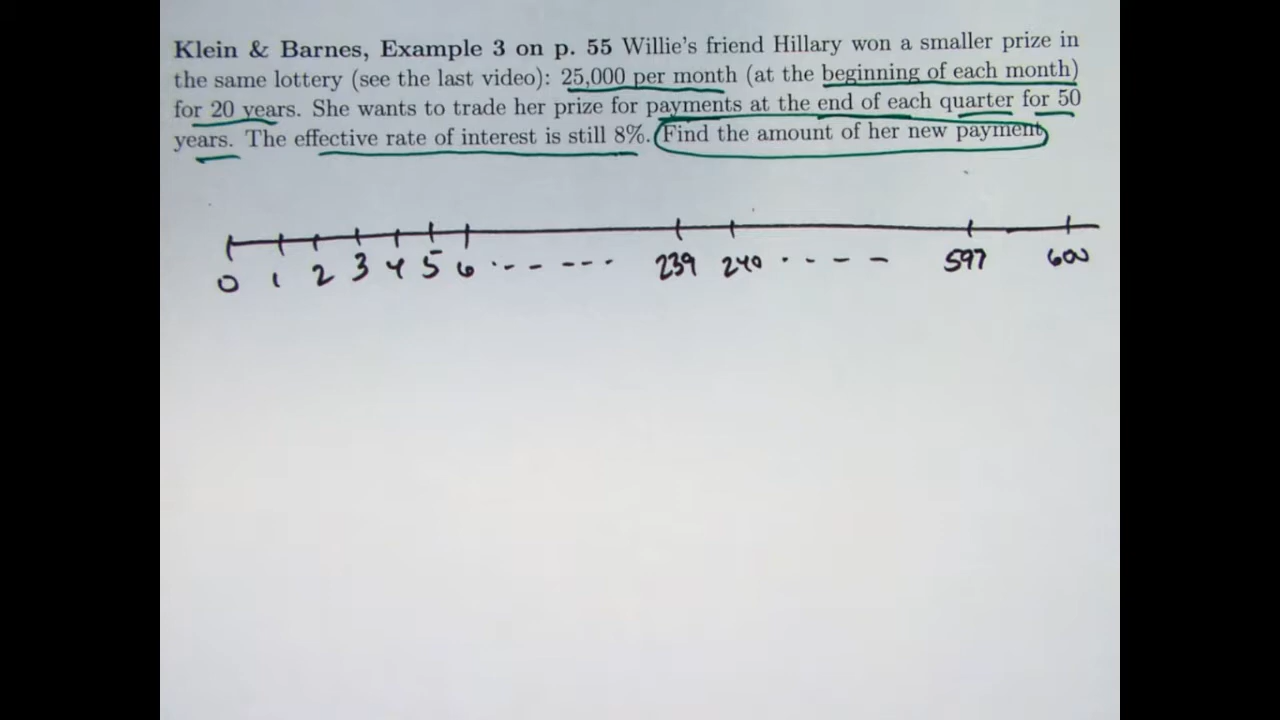 Klein & Barnes, Example 3 on p. 55 Willie's friend Hillary won a smaller prize in
the same lottery (see the last video): 25,000 per month (at the beginning of each month)
for 20 years. She wants to trade her prize for payments at the end of each quarter for 50
years. The effective rate of interest is still 8%. Find the amount of her new payment
0 1 2 3 4 5 6 ... -- --- ... 239 240 .... -- -- 597 600